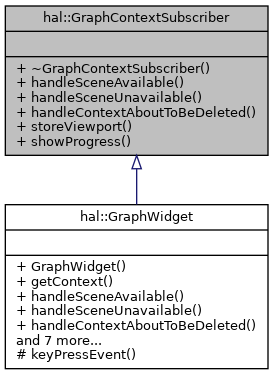 hal::GraphContextSubscriber
+ ~GraphContextSubscriber()
+ handleSceneAvailable()
+ handleSceneUnavailable()
+ handleContextAboutToBeDeleted()
+ storeViewport()
+ showProgress()
hal::GraphWidget
+ GraphWidget()
+ getContext()
+ handleSceneAvailable()
+ handleSceneUnavailable()
+ handleContextAboutToBeDeleted()
and 7 more...
# keyPressEvent()